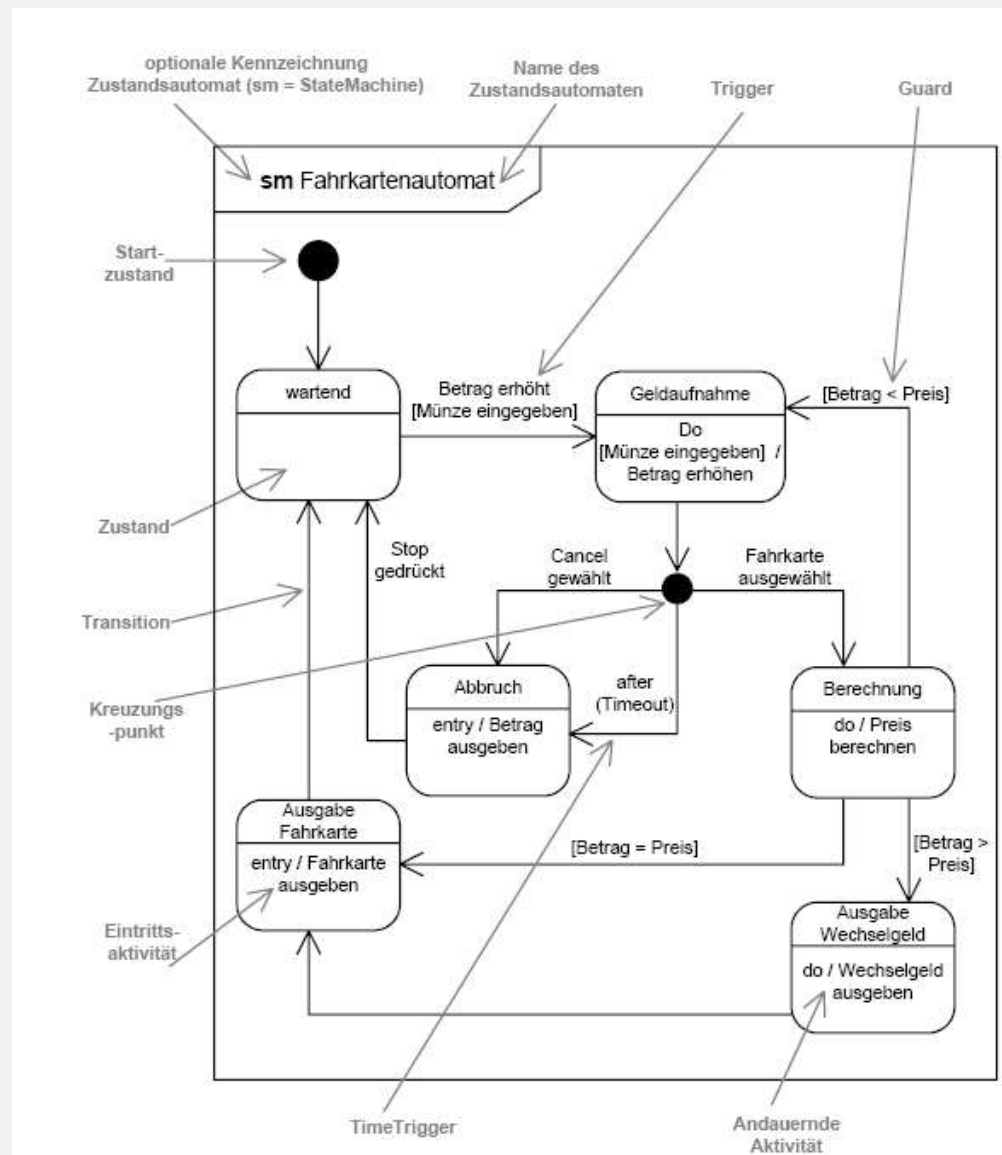 optionale Kennzeichnung
Zustandsautomat (sm = StateMachine)
Name des
Zustandsautomaten
Trigger
Guard
sm Fahrkartenautomat
Start-
zustand
wartend
Betrag erhöht
[Münze eingegeben]
Geldaufnahme
Do
[Münze eingegeben] /
Betrag erhöhen
[Betrag < Preis]
Zustand
Stop
gedrückt
Cancel
gewählt
Fahrkarte
ausgewählt
Transition
Kreuzungs
-punkt
Abbruch
entry / Betrag
ausgeben
after
(Timeout)
Berechnung
do / Preis
berechnen
Ausgabe
Fahrkarte
entry / Fahrkarte
ausgeben
[Betrag = Preis]
[Betrag >
Preis]
Eintritts-
aktivität
Ausgabe
Wechselgeld
do / Wechselgeld
ausgeben
TimeTrigger
Andauernde
Aktivität